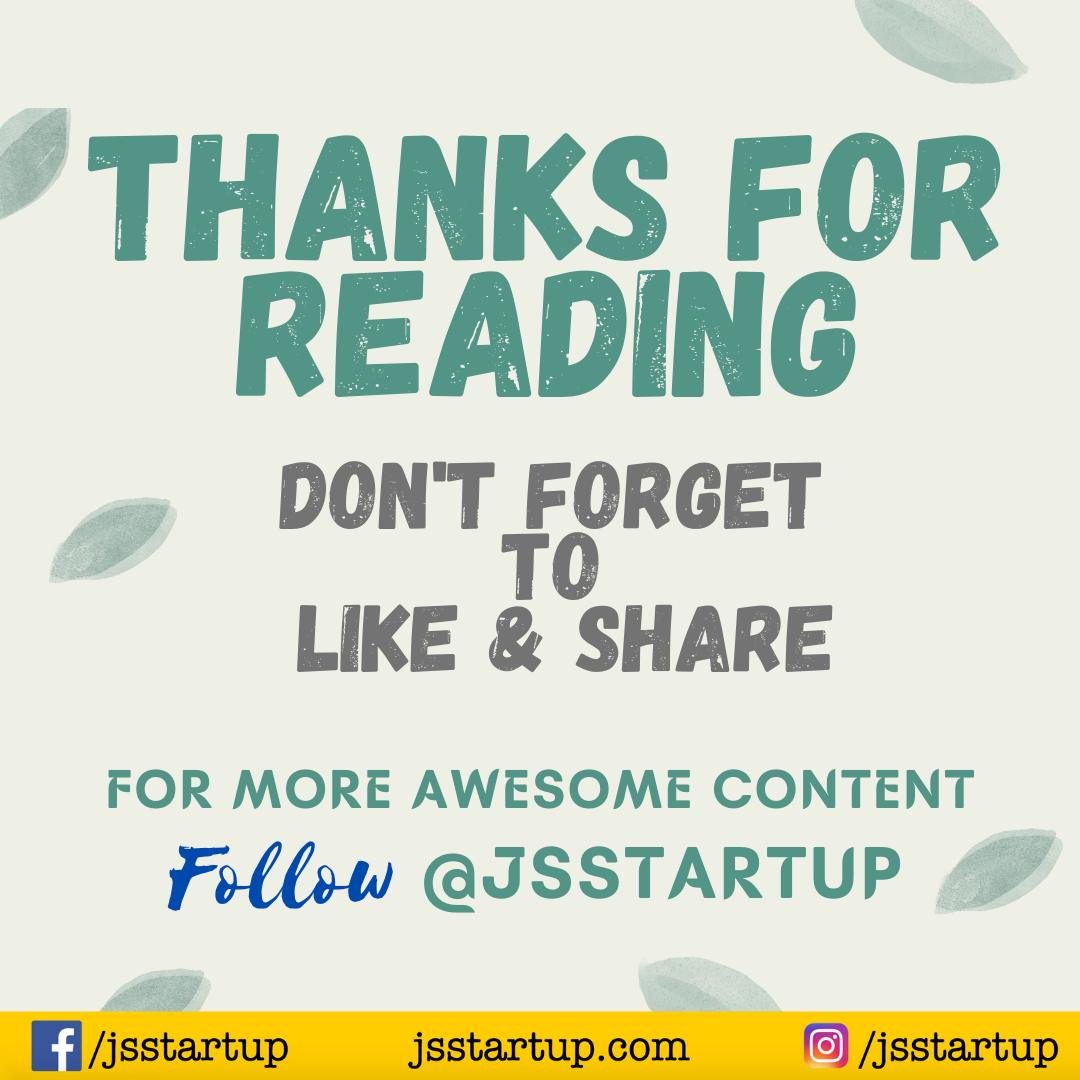 THANKS FOR
READING
DON'T FORGET
TO
LIKE & SHARE
FOR MORE AWESOME CONTENT
Follow @JSSTARTUP
/jsstartup jsstartup.com /jsstartup